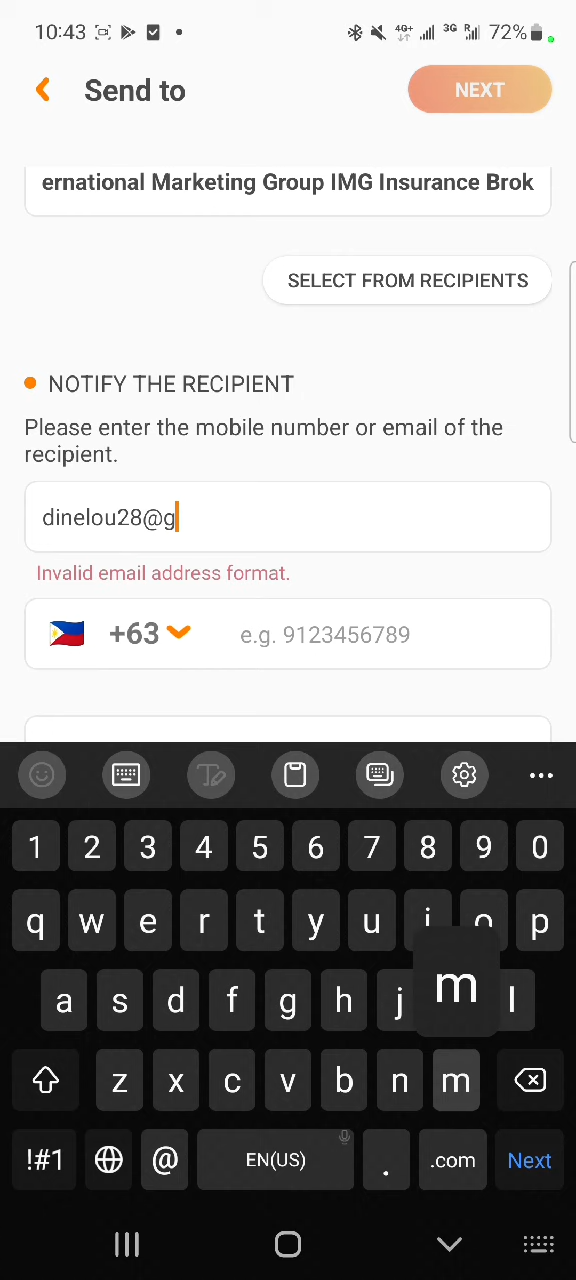 10:43
4G+ 3G R 72%
Send to
NEXT
ernational Marketing Group IMG Insurance Brok
SELECT FROM RECIPIENTS
NOTIFY THE RECIPIENT
Please enter the mobile number or email of the
recipient.
dinelou28@g
Invalid email address format.
+63 e.g. 9123456789
1 2 3 4 5 6 7 8 9 0
q w e r t y u i o p
a s d f g h j m l
z x c v b n m
!#1 @ EN(US) . .com Next